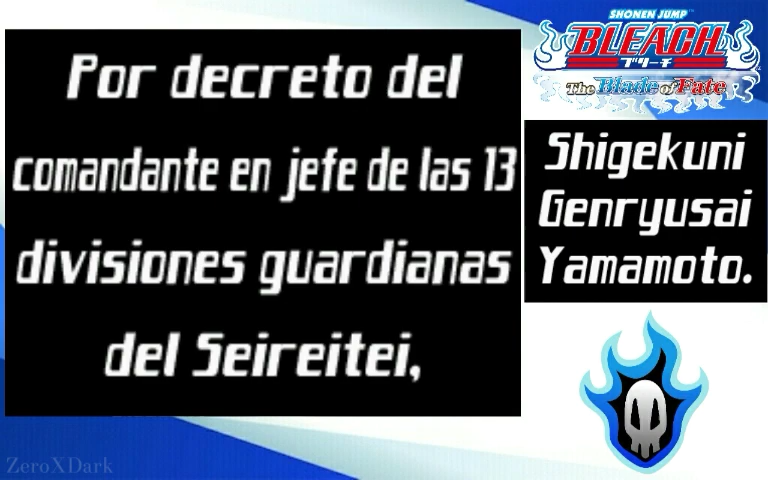 Por decreto del
comandante en jefe de las 13
divisiones guardianas
del Seireitei,
SHONEN JUMP
BLEACH
ブリーチ
The Blade of Fate
Shigekuni
Genryusai
Yamamoto.
ZeroXDark